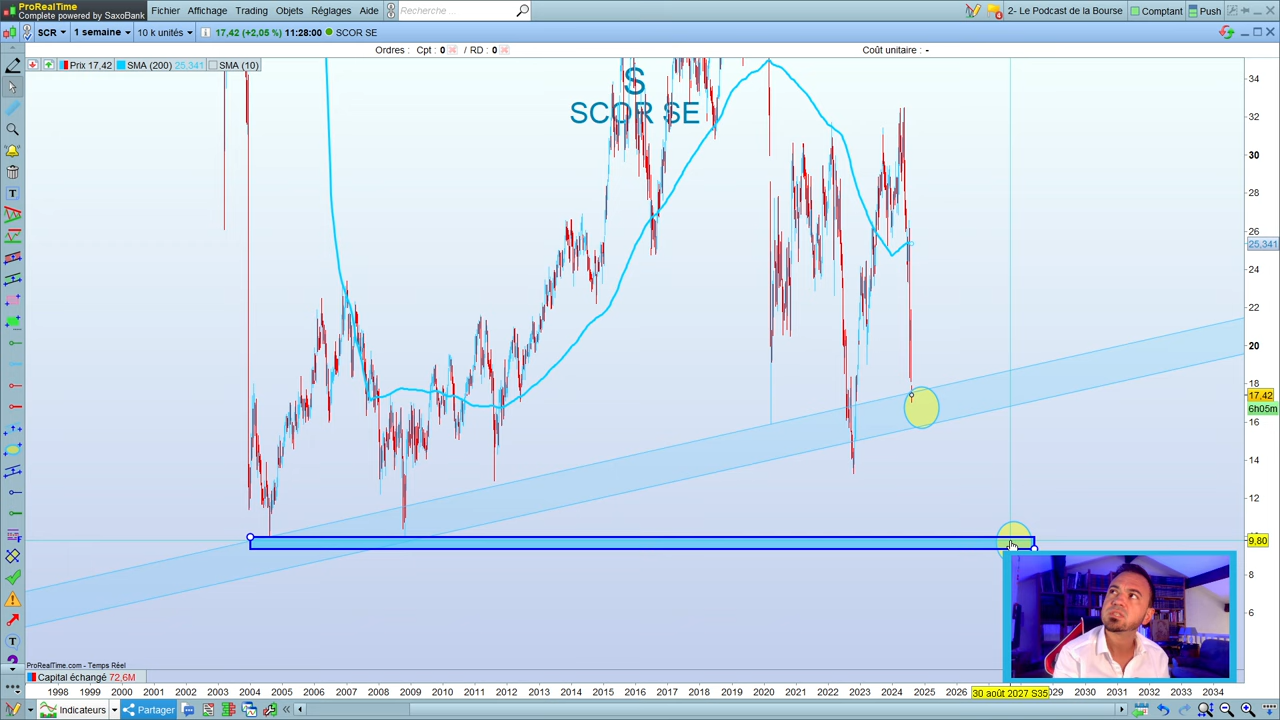 ProRealTime
Complete powered by SaxoBank
Fichier Affichage Trading Objets Réglages Aide
Recherche ...
2- Le Podcast de la Bourse Comptant Push
SCR 1 semaine 10 k unités 17,42 (+2,05 %) 11:28:00 SCOR SE
Ordres : Cpt : 0 / RD : 0
Coût unitaire : -
Prix 17,42 SMA (200) 25,341 SMA (10)
S
SCOR SE
34
32
30
28
26
25,341
24
22
20
18
17,42
6h05m
16
14
12
9,80
8
6
ProRealTime.com - Temps Réel
Capital échangé 72,6M
1998 1999 2000 2001 2002 2003 2004 2005 2006 2007 2008 2009 2010 2011 2012 2013 2014 2015 2016 2017 2018 2019 2020 2021 2022 2023 2024 2025 2026 30 août 2027 S35 2029 2030 2031 2032 2033 2034
Indicateurs Partager